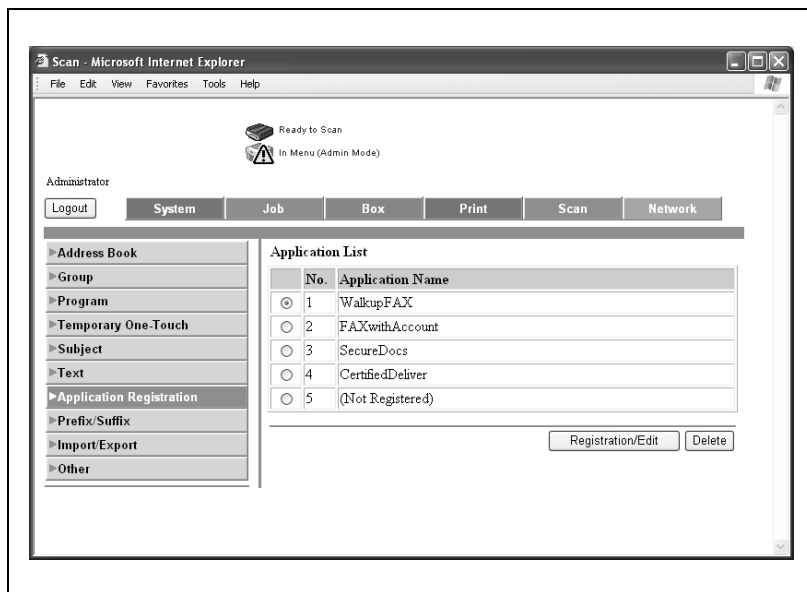 Scan - Microsoft Internet Explorer
File Edit View Favorites Tools Help
Ready to Scan
In Menu (Admin Mode)
Administrator
Logout System Job Box Print Scan Network
Address Book
Group
Program
Temporary One-Touch
Subject
Text
Application Registration
Prefix/Suffix
Import/Export
Other
Application List
No. Application Name
1 WalkupFAX
2 FAXwithAccount
3 SecureDocs
4 CertifiedDeliver
5 (Not Registered)
Registration/Edit Delete